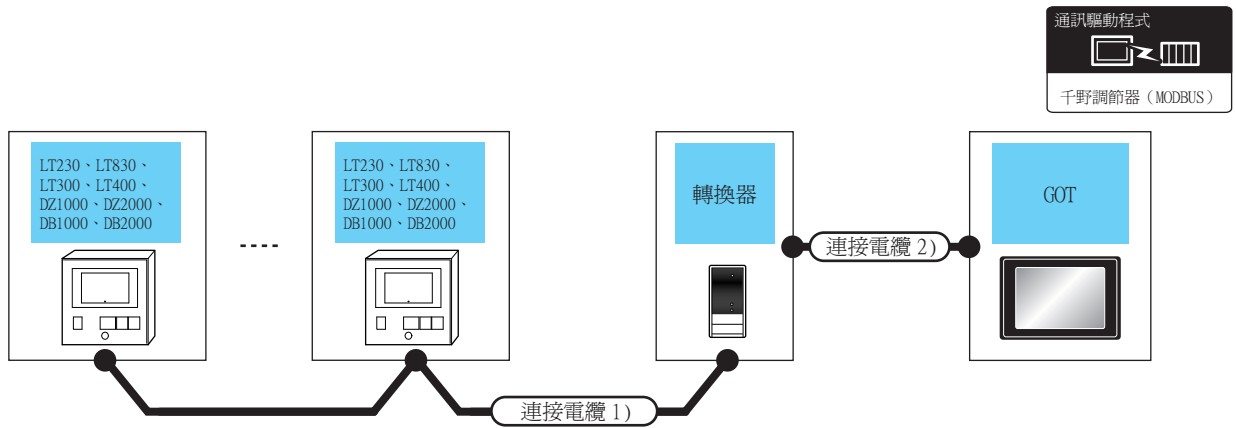 通訊驅動程式
千野調節器（MODBUS）
LT230、LT830、
LT300、LT400、
DZ1000、DZ2000、
DB1000、DB2000
LT230、LT830、
LT300、LT400、
DZ1000、DZ2000、
DB1000、DB2000
轉換器
GOT
連接電纜 2)
連接電纜 1)